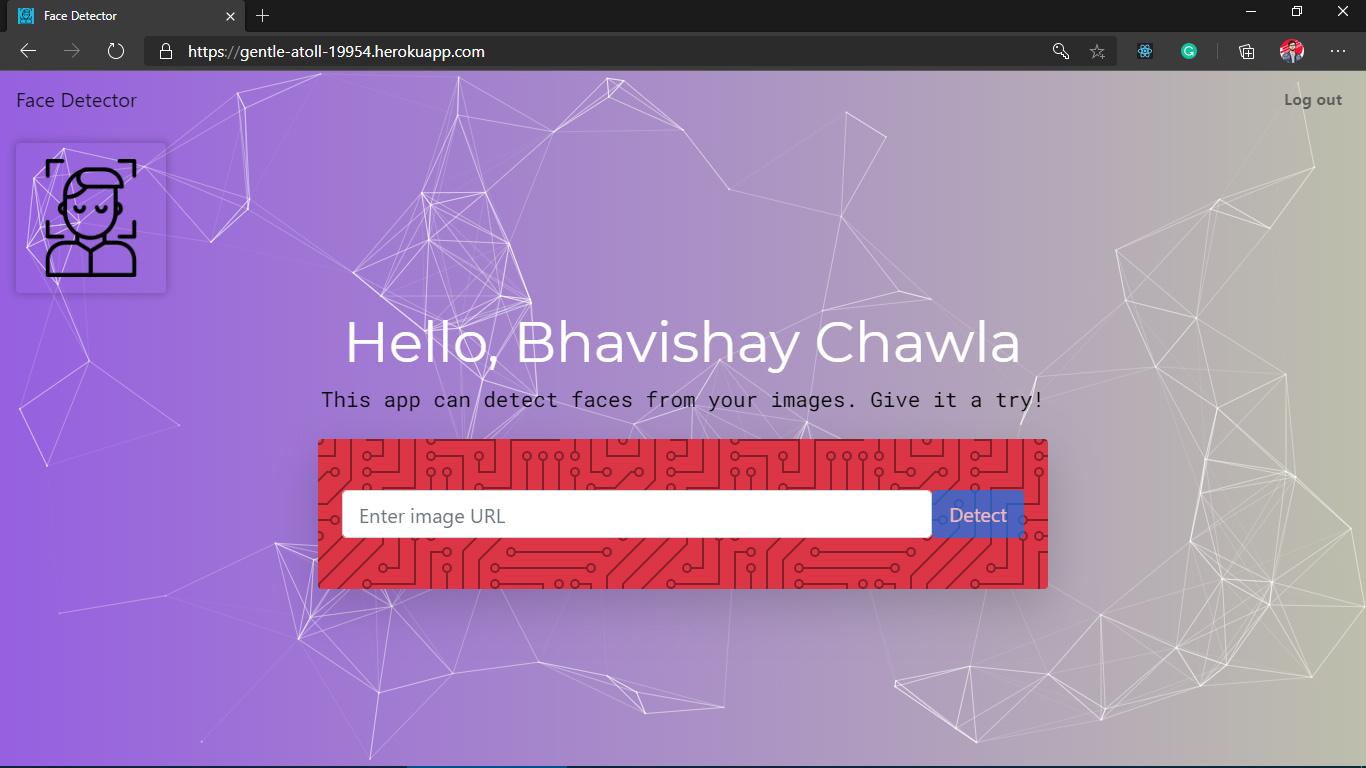 Face Detector
https://gentle-atoll-19954.herokuapp.com
Face Detector
Log out
Hello, Bhavishay Chawla
This app can detect faces from your images. Give it a try!
Enter image URL
Detect